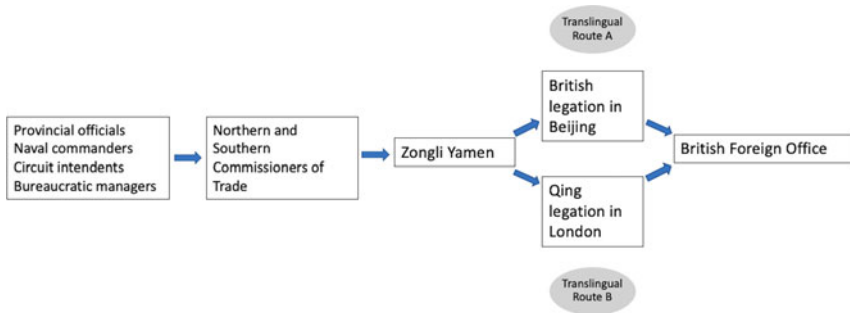 Translingual
Route A
Provincial officials
Naval commanders
Circuit intendents
Bureaucratic managers
Northern and
Southern
Commissioners of
Trade
Zongli Yamen
British
legation in
Beijing
Qing
legation in
London
British Foreign Office
Translingual
Route B